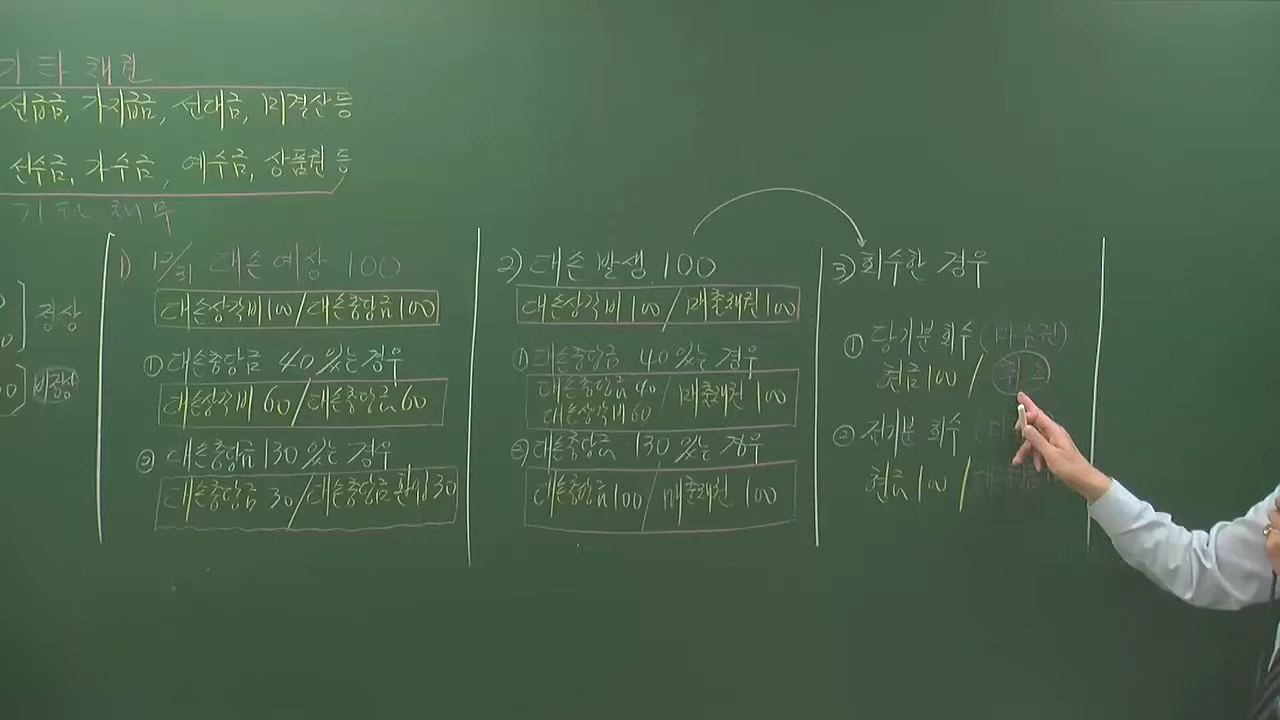 기타채권
선급금, 가지급금, 선대금, 미결산 등
선수금, 가수금, 예수금, 상품권 등
기타채무
정상
비정상
1) 12/31 대손 예상 100
대손상각비 100 / 대손충당금 100
① 대손충당금 40 있는 경우
대손상각비 60 / 대손충당금 60
② 대손충당금 130 있는 경우
대손충당금 30 / 대손충당금환입 30
2) 대손 발생 100
대손상각비 100 / 매출채권 100
① 대손충당금 40 있는 경우
대손충당금 40 / 매출채권 100
대손상각비 60
② 대손충당금 130 있는 경우
대손충당금 100 / 매출채권 100
3) 회수한 경우
① 당기분 회수 (
현금 100 / 취소
② 전기분 회수 (
현금 100 /